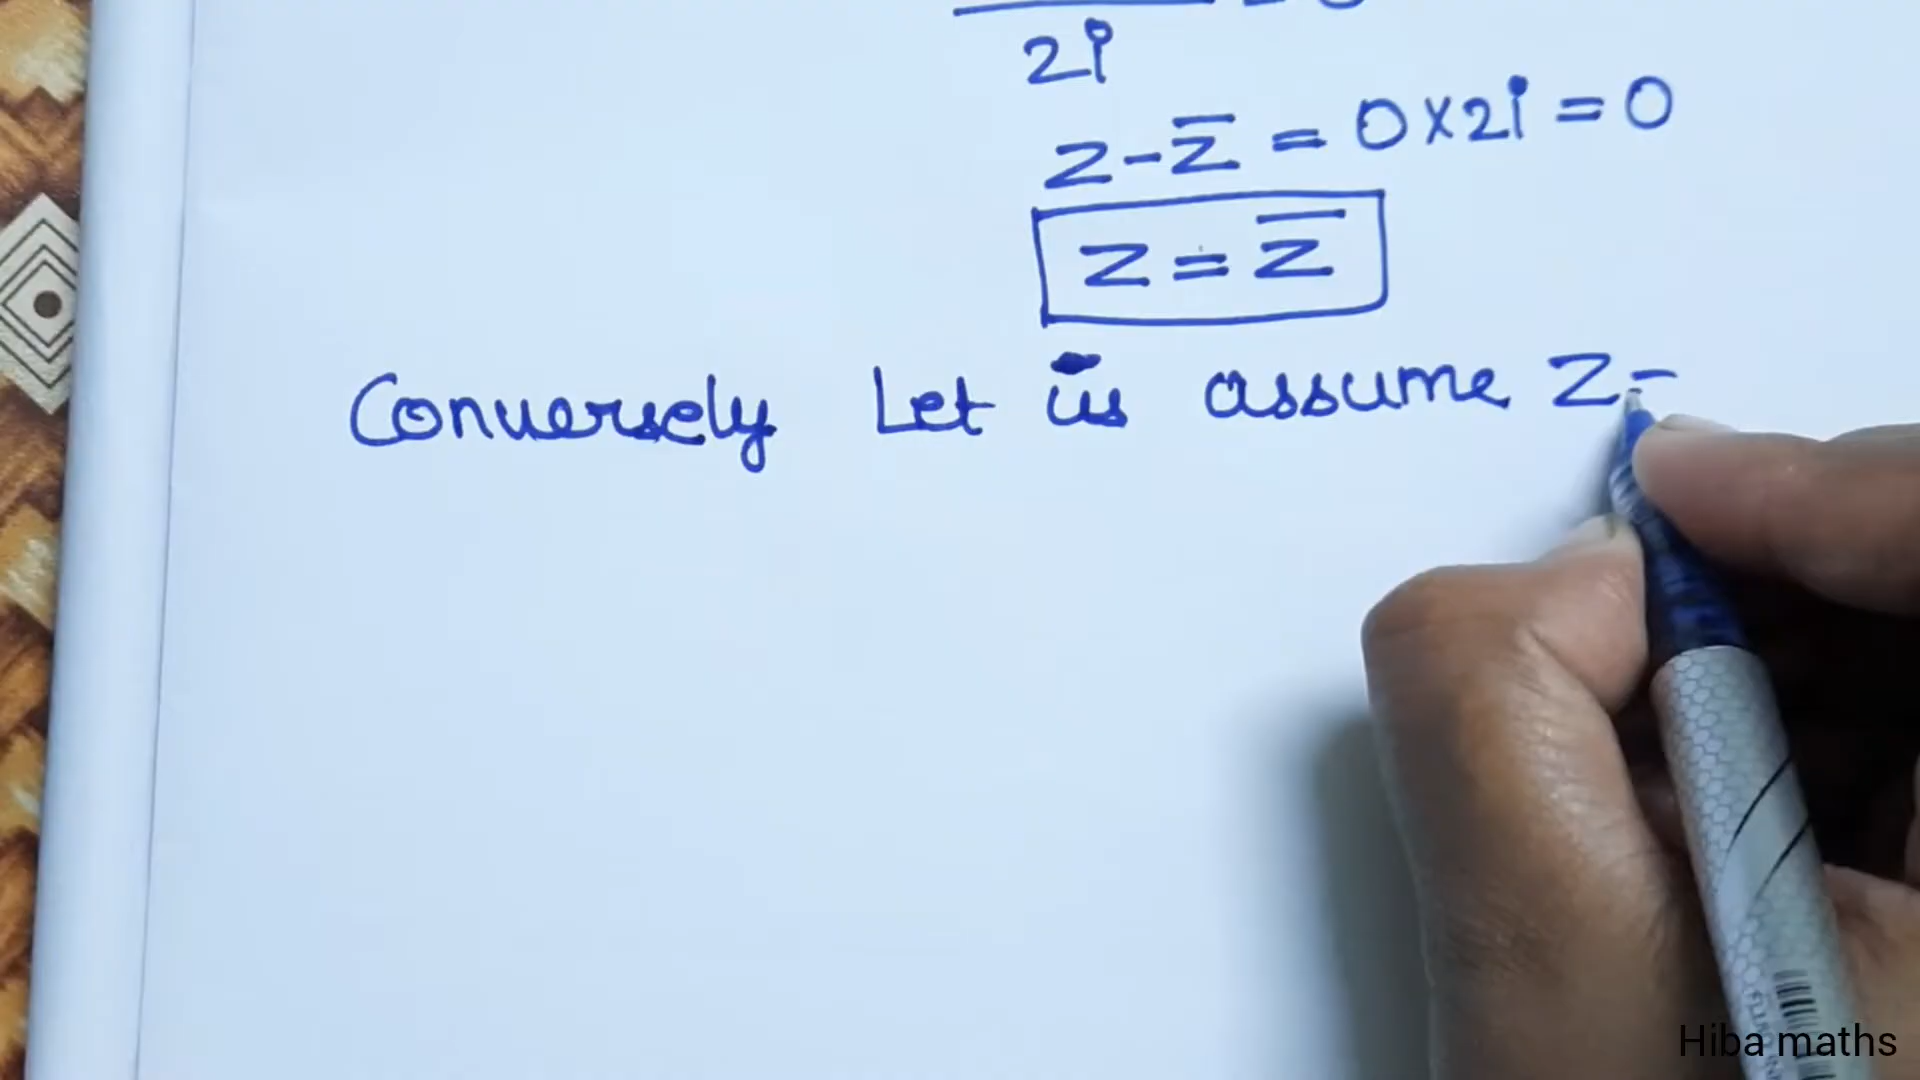 2i
z - z̅ = 0 × 2i = 0
z = z̅
Conversely Let us assume z =
Hiba maths